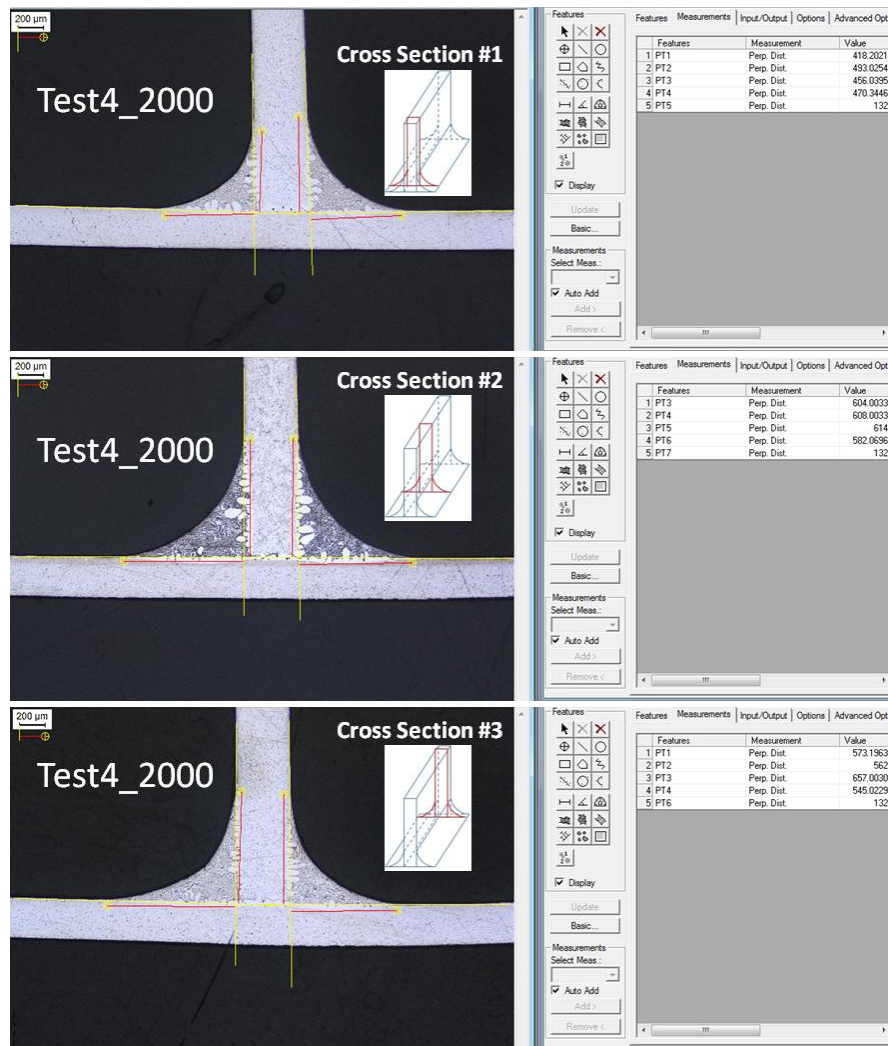 200 µm
Test4_2000
Cross Section #1
Features
Display
Update
Basic...
Measurements
Select Meas.:
Auto Add
Add >
Remove <
Features Measurements Input/Output Options Advanced Opt
Features Measurement Value
1 PT1 Perp. Dist. 418.2021
2 PT2 Perp. Dist. 493.0254
3 PT3 Perp. Dist. 456.0395
4 PT4 Perp. Dist. 470.3446
5 PT5 Perp. Dist. 132
200 µm
Test4_2000
Cross Section #2
Features
Display
Update
Basic...
Measurements
Select Meas.:
Auto Add
Add >
Remove <
Features Measurements Input/Output Options Advanced Opt
Features Measurement Value
1 PT3 Perp. Dist. 604.0033
2 PT4 Perp. Dist. 608.0033
3 PT5 Perp. Dist. 614
4 PT6 Perp. Dist. 582.0696
5 PT7 Perp. Dist. 132
200 µm
Test4_2000
Cross Section #3
Features
Display
Update
Basic...
Measurements
Select Meas.:
Auto Add
Add >
Remove <
Features Measurements Input/Output Options Advanced Opt
Features Measurement Value
1 PT1 Perp. Dist. 573.1963
2 PT2 Perp. Dist. 562
3 PT3 Perp. Dist. 657.0030
4 PT4 Perp. Dist. 545.0229
5 PT6 Perp. Dist. 132